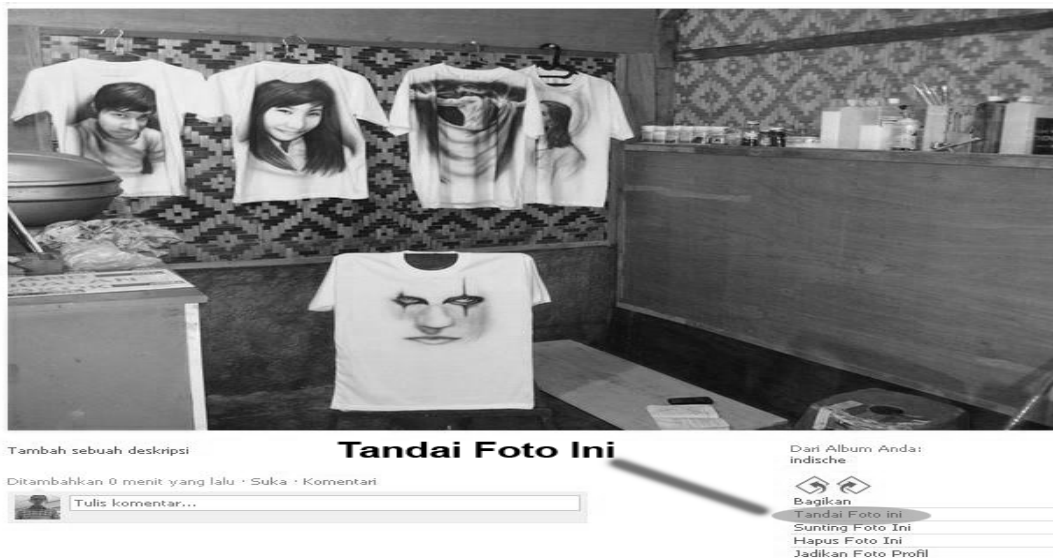 Tambah sebuah deskripsi
Tandai Foto Ini
Dari Album Anda:
indische
Ditambahkan 0 menit yang lalu · Suka · Komentari
Tulis komentar...
Bagikan
Tandai Foto ini
Sunting Foto Ini
Hapus Foto Ini
Jadikan Foto Profil